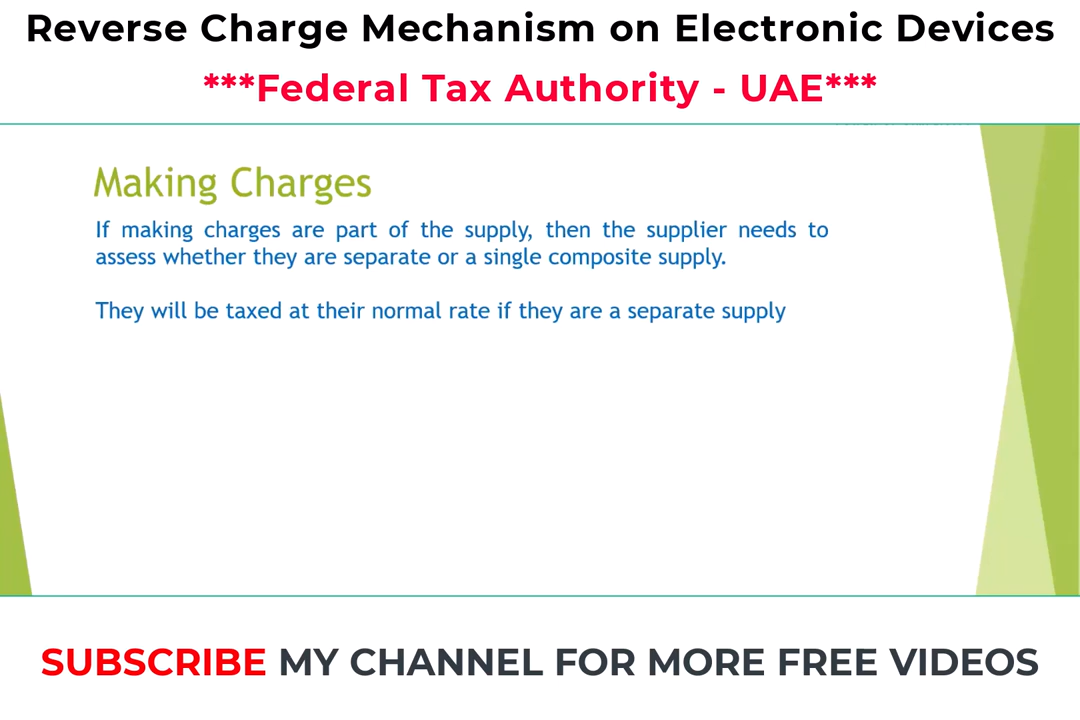 Reverse Charge Mechanism on Electronic Devices
***Federal Tax Authority - UAE***
Making Charges
If making charges are part of the supply, then the supplier needs to
assess whether they are separate or a single composite supply.
They will be taxed at their normal rate if they are a separate supply
SUBSCRIBE MY CHANNEL FOR MORE FREE VIDEOS